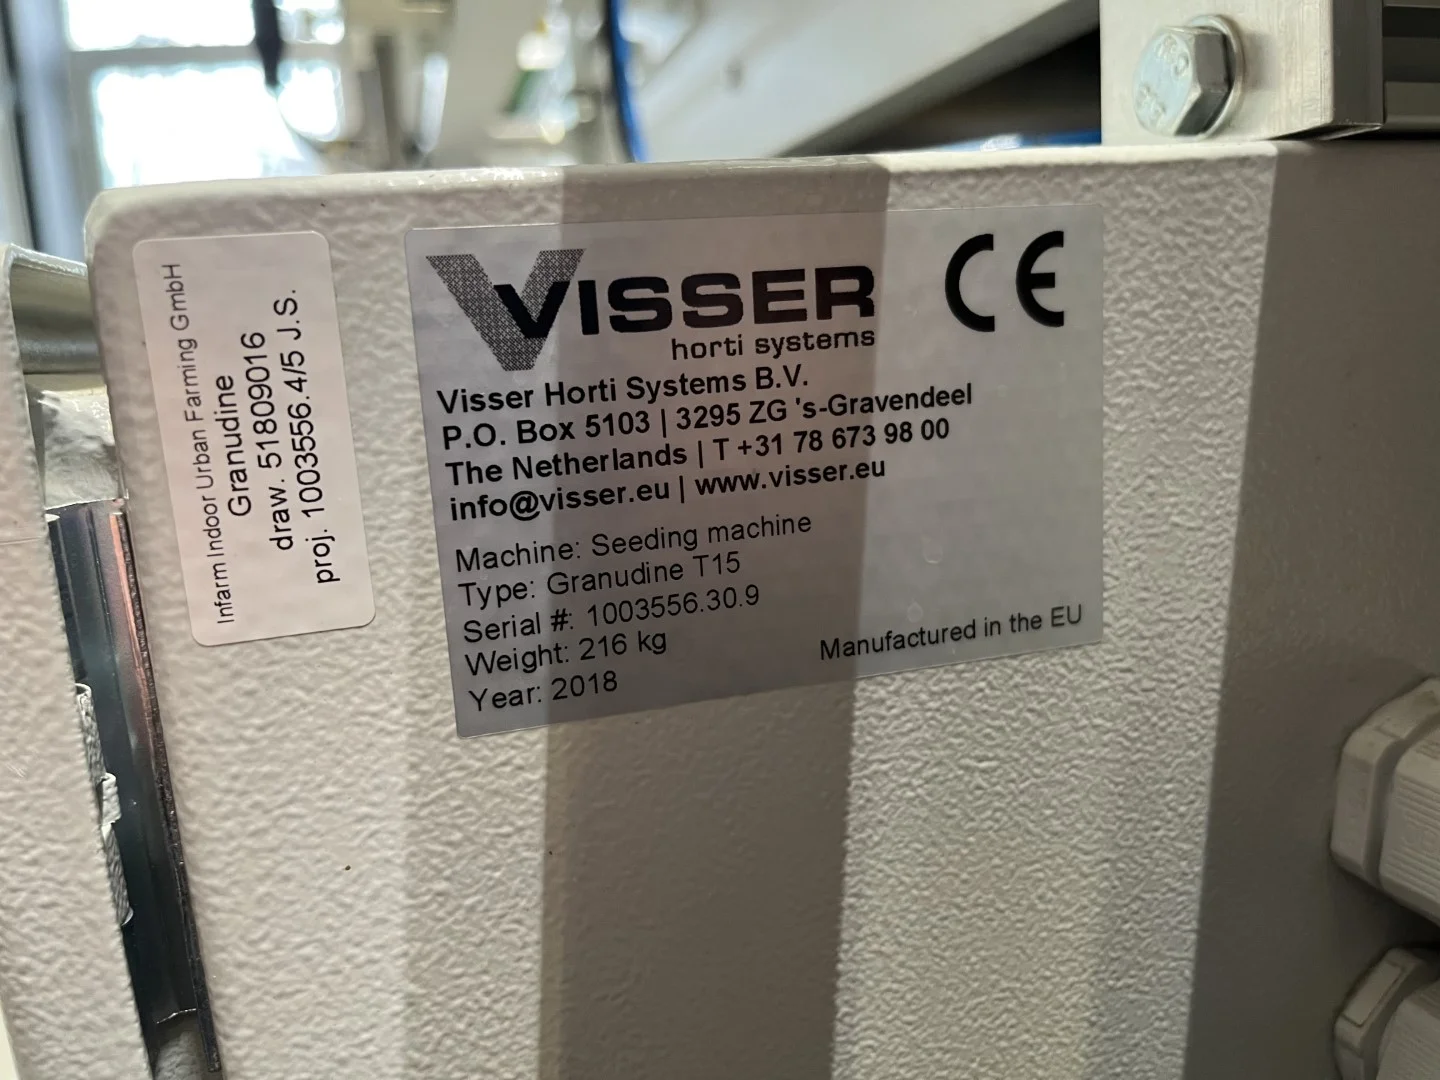 Infarm Indoor Urban Farming GmbH
Granudine
draw. 51809016
proj. 1003556.4/5 J.S.
VISSER
horti systems
CE
Visser Horti Systems B.V.
P.O. Box 5103 | 3295 ZG 's-Gravendeel
The Netherlands | T +31 78 673 98 00
info@visser.eu | www.visser.eu
Machine: Seeding machine
Type: Granudine T15
Serial #: 1003556.30.9
Weight: 216 kg
Year: 2018
Manufactured in the EU